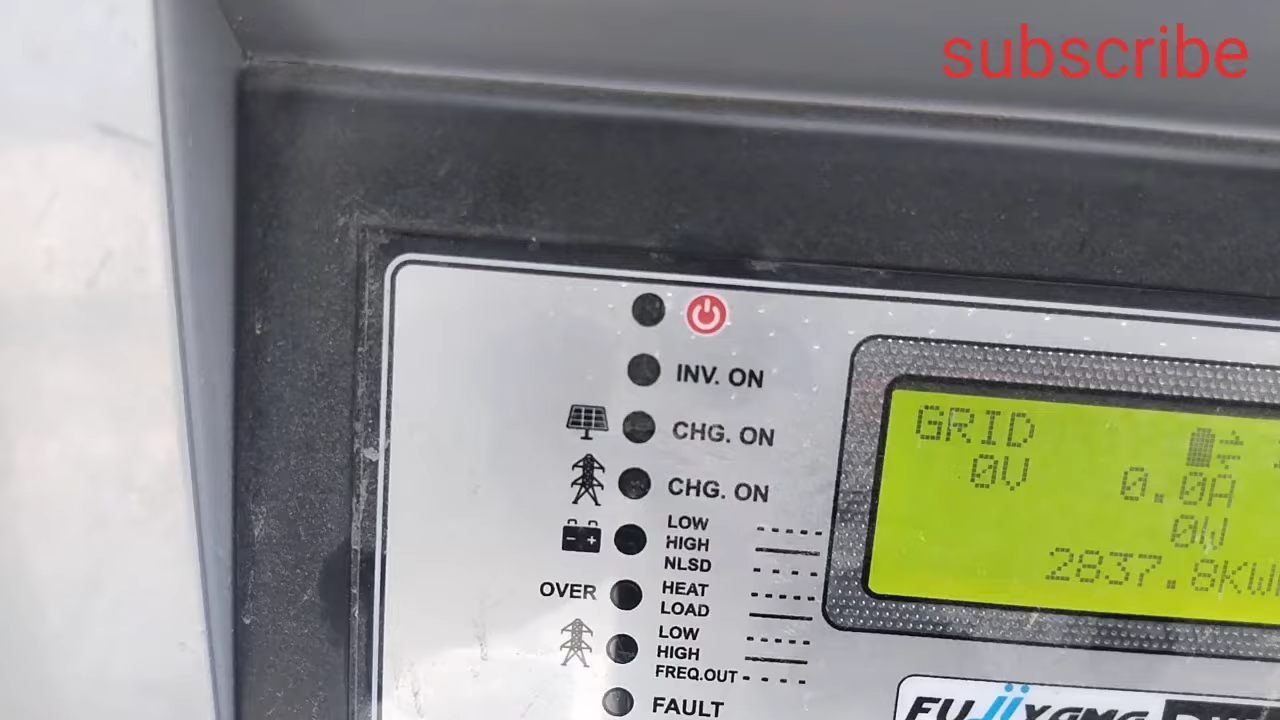 subscribe
INV. ON
CHG. ON
CHG. ON
LOW
HIGH
NLSD
OVER
HEAT
LOAD
LOW
HIGH
FREQ.OUT
FAULT
GRID
0V
0.0A
0W
2837.8KW